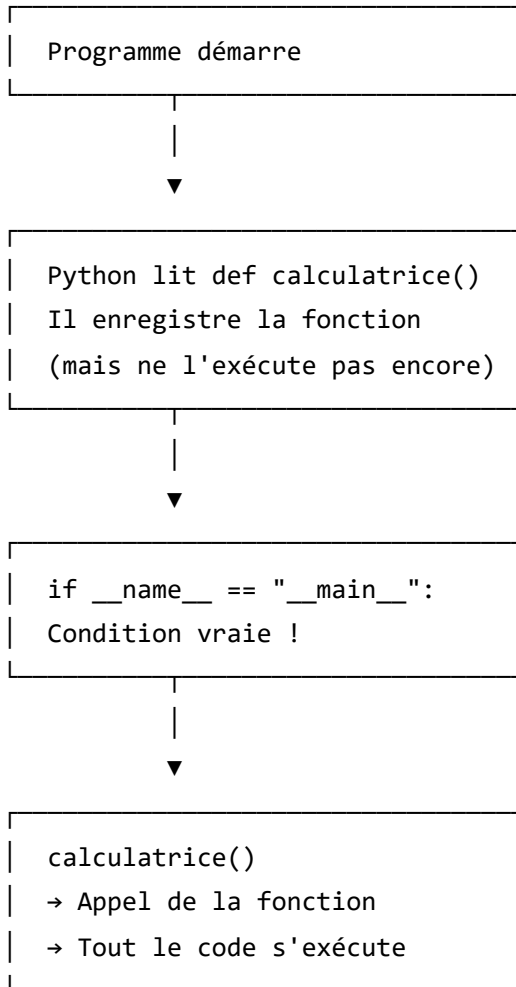 Programme démarre
Python lit def calculatrice()
Il enregistre la fonction
(mais ne l'exécute pas encore)
if __name__ == "__main__":
Condition vraie !
calculatrice()
→ Appel de la fonction
→ Tout le code s'exécute